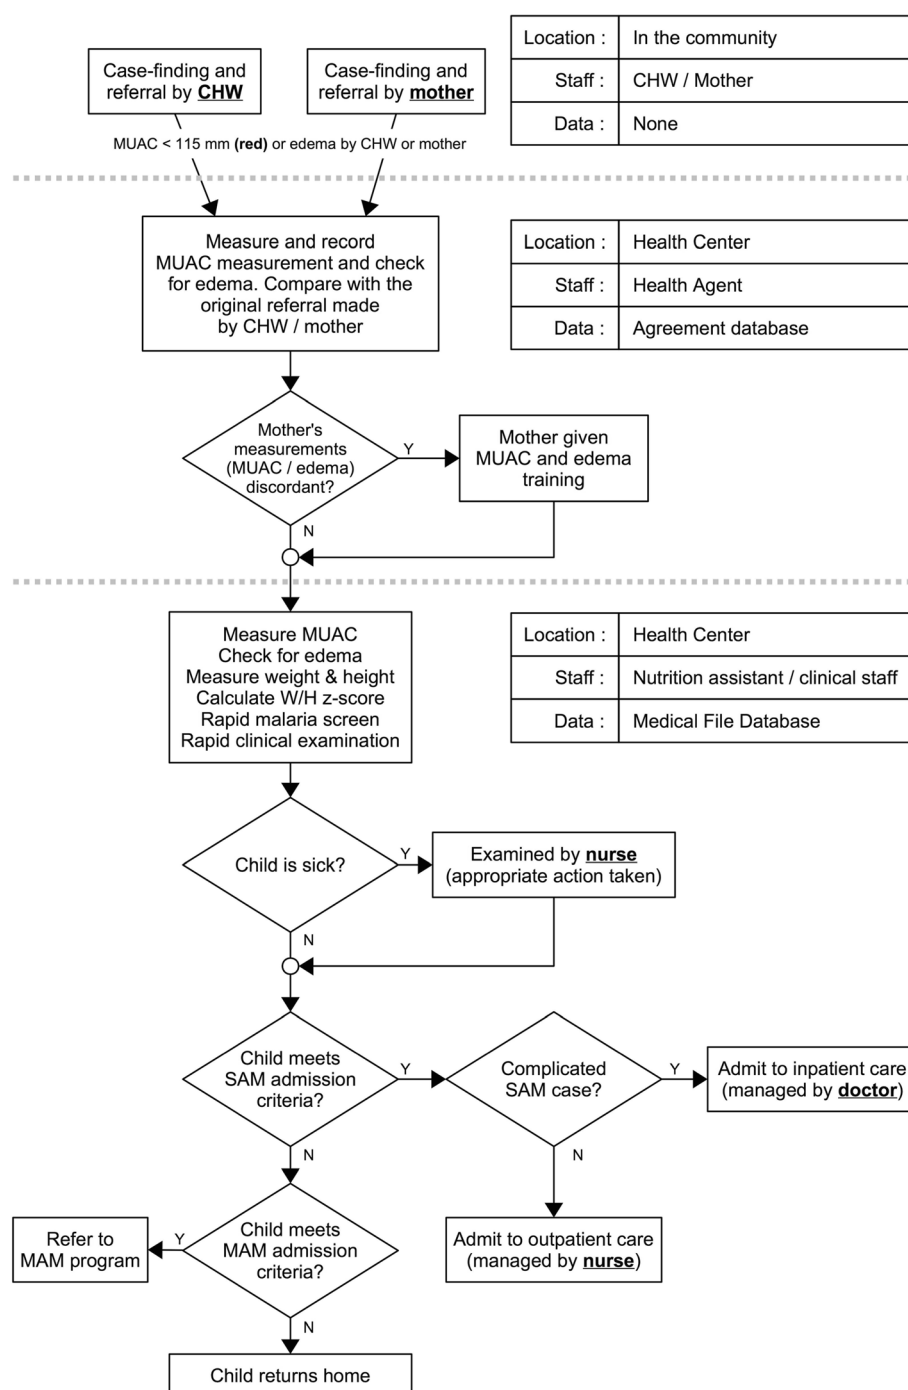 Case-finding and
referral by CHW
Case-finding and
referral by mother
Location : In the community
Staff : CHW / Mother
Data : None
MUAC < 115 mm (red) or edema by CHW or mother
Measure and record
MUAC measurement and check
for edema. Compare with the
original referral made
by CHW / mother
Location : Health Center
Staff : Health Agent
Data : Agreement database
Mother's
measurements
(MUAC / edema)
discordant?
Y
Mother given
MUAC and edema
training
N
Measure MUAC
Check for edema
Measure weight & height
Calculate W/H z-score
Rapid malaria screen
Rapid clinical examination
Location : Health Center
Staff : Nutrition assistant / clinical staff
Data : Medical File Database
Child is sick?
Y
Examined by nurse
(appropriate action taken)
N
Child meets
SAM admission
criteria?
Y
Complicated
SAM case?
Y
Admit to inpatient care
(managed by doctor)
N
N
Child meets
MAM admission
criteria?
Y
Refer to
MAM program
Admit to outpatient care
(managed by nurse)
N
Child returns home